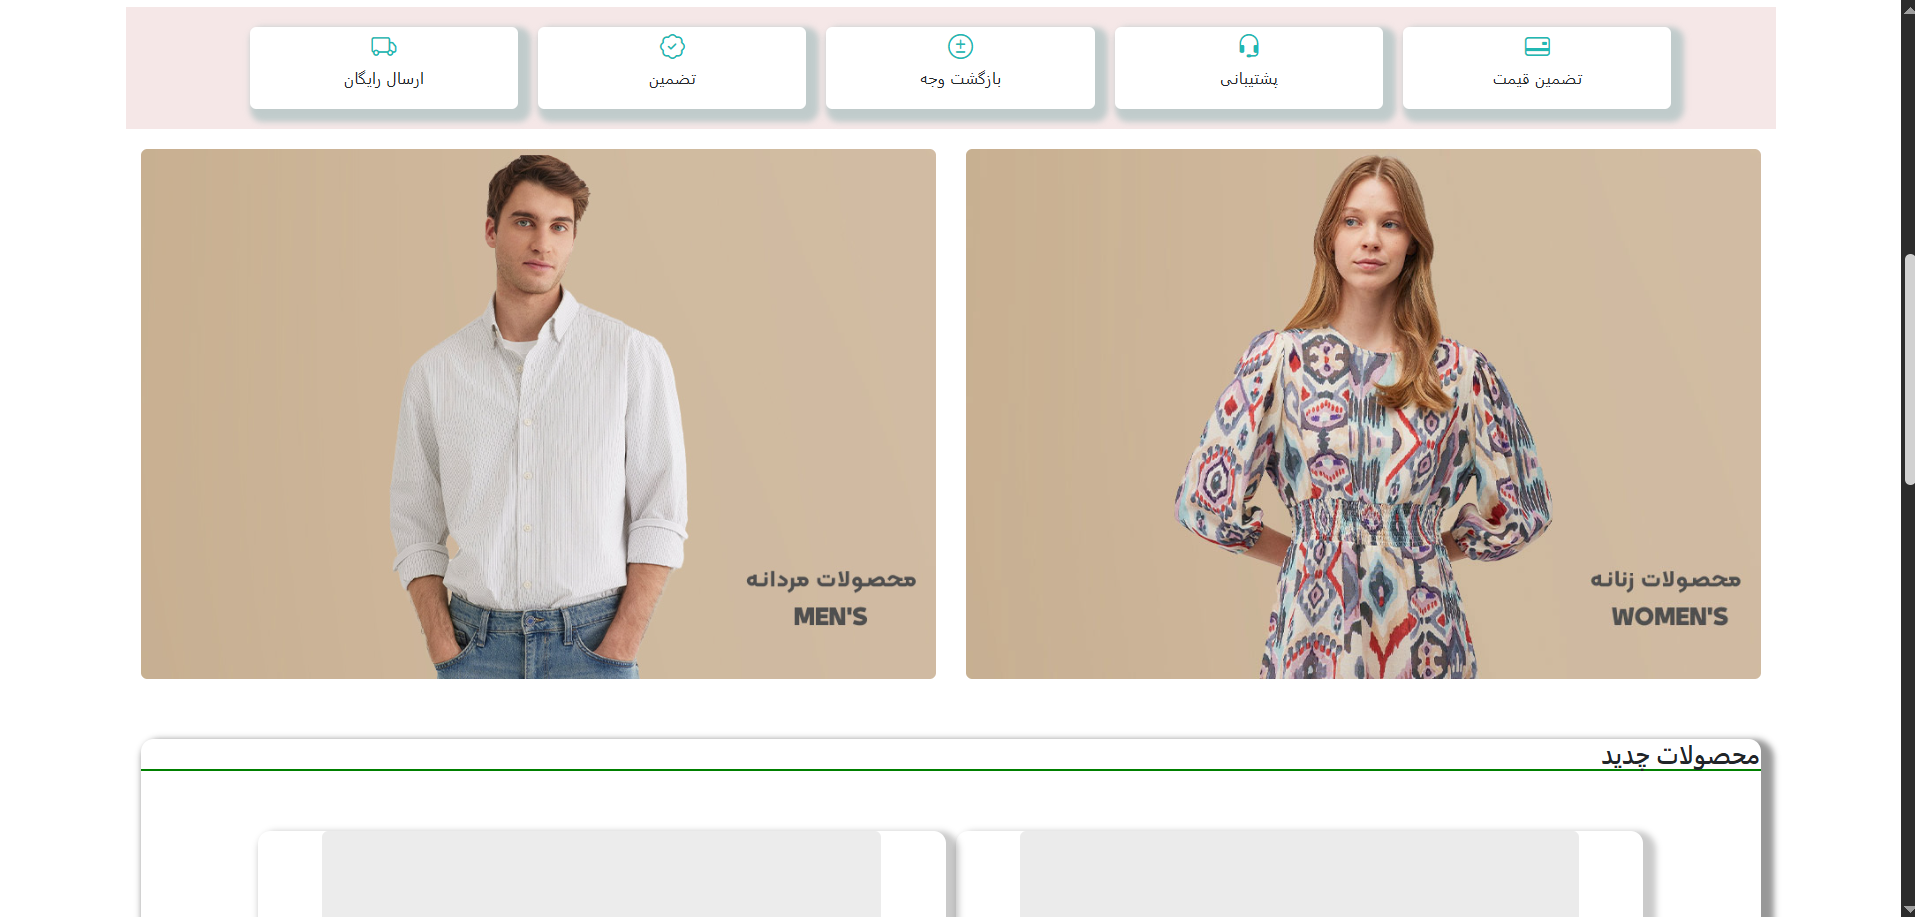 تضمین قیمت
پشتیبانی
بازگشت وجه
تضمین
ارسال رایگان
محصولات زنانه
WOMEN'S
محصولات مردانه
MEN'S
محصولات جدید